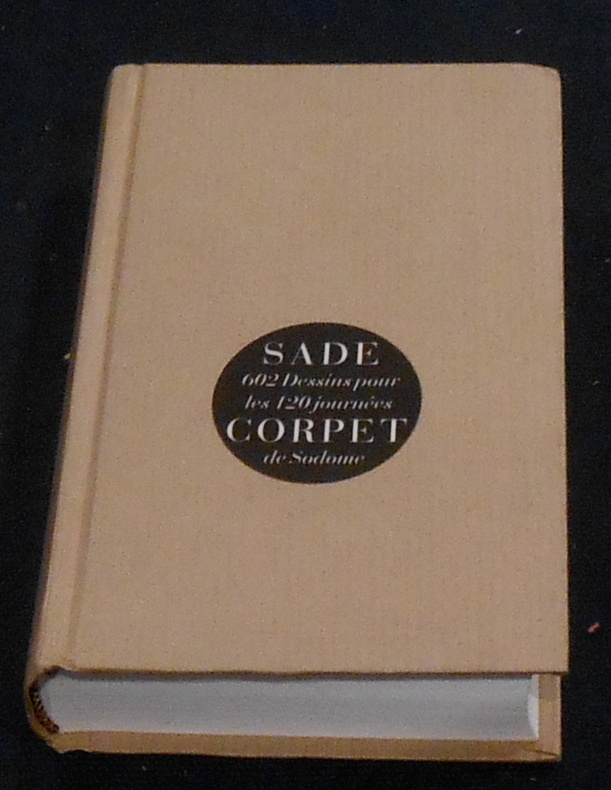 SADE
602 Dessins pour
les 120 journées
CORPET
de Sodome